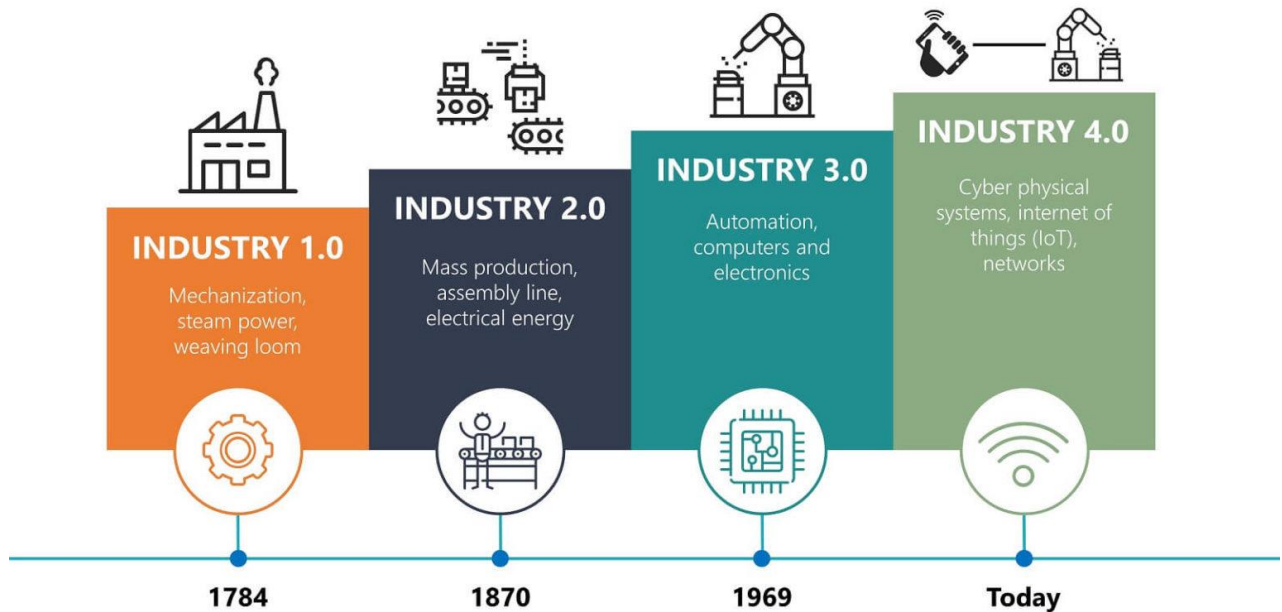 INDUSTRY 1.0
Mechanization,
steam power,
weaving loom
1784
INDUSTRY 2.0
Mass production,
assembly line,
electrical energy
1870
INDUSTRY 3.0
Automation,
computers and
electronics
1969
INDUSTRY 4.0
Cyber physical
systems, internet of
things (IoT),
networks
Today